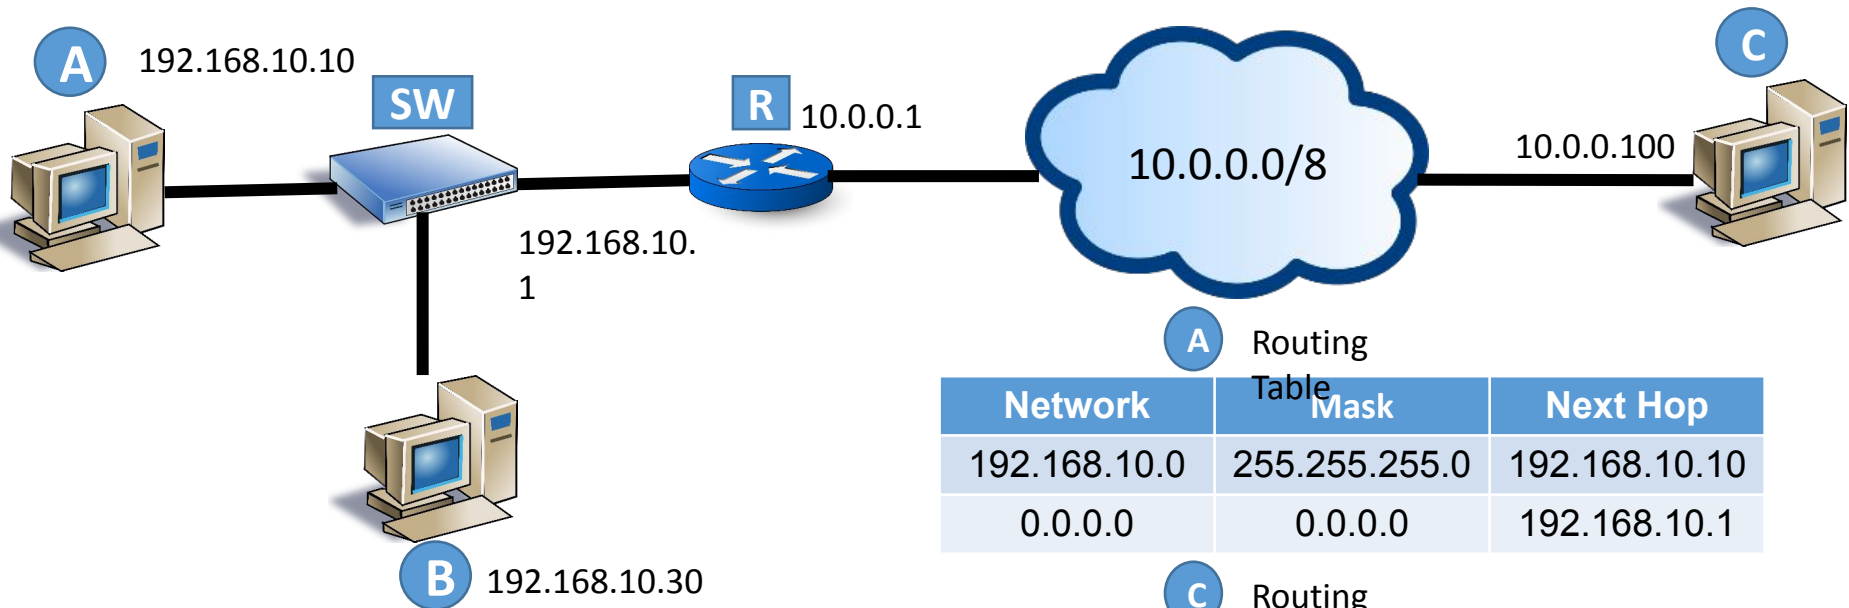 A
192.168.10.10
SW
R
10.0.0.1
10.0.0.0/8
10.0.0.100
C
192.168.10.
1
B
192.168.10.30
A
Routing
Table
Network Mask Next Hop
192.168.10.0 255.255.255.0 192.168.10.10
0.0.0.0 0.0.0.0 192.168.10.1
C
Routing